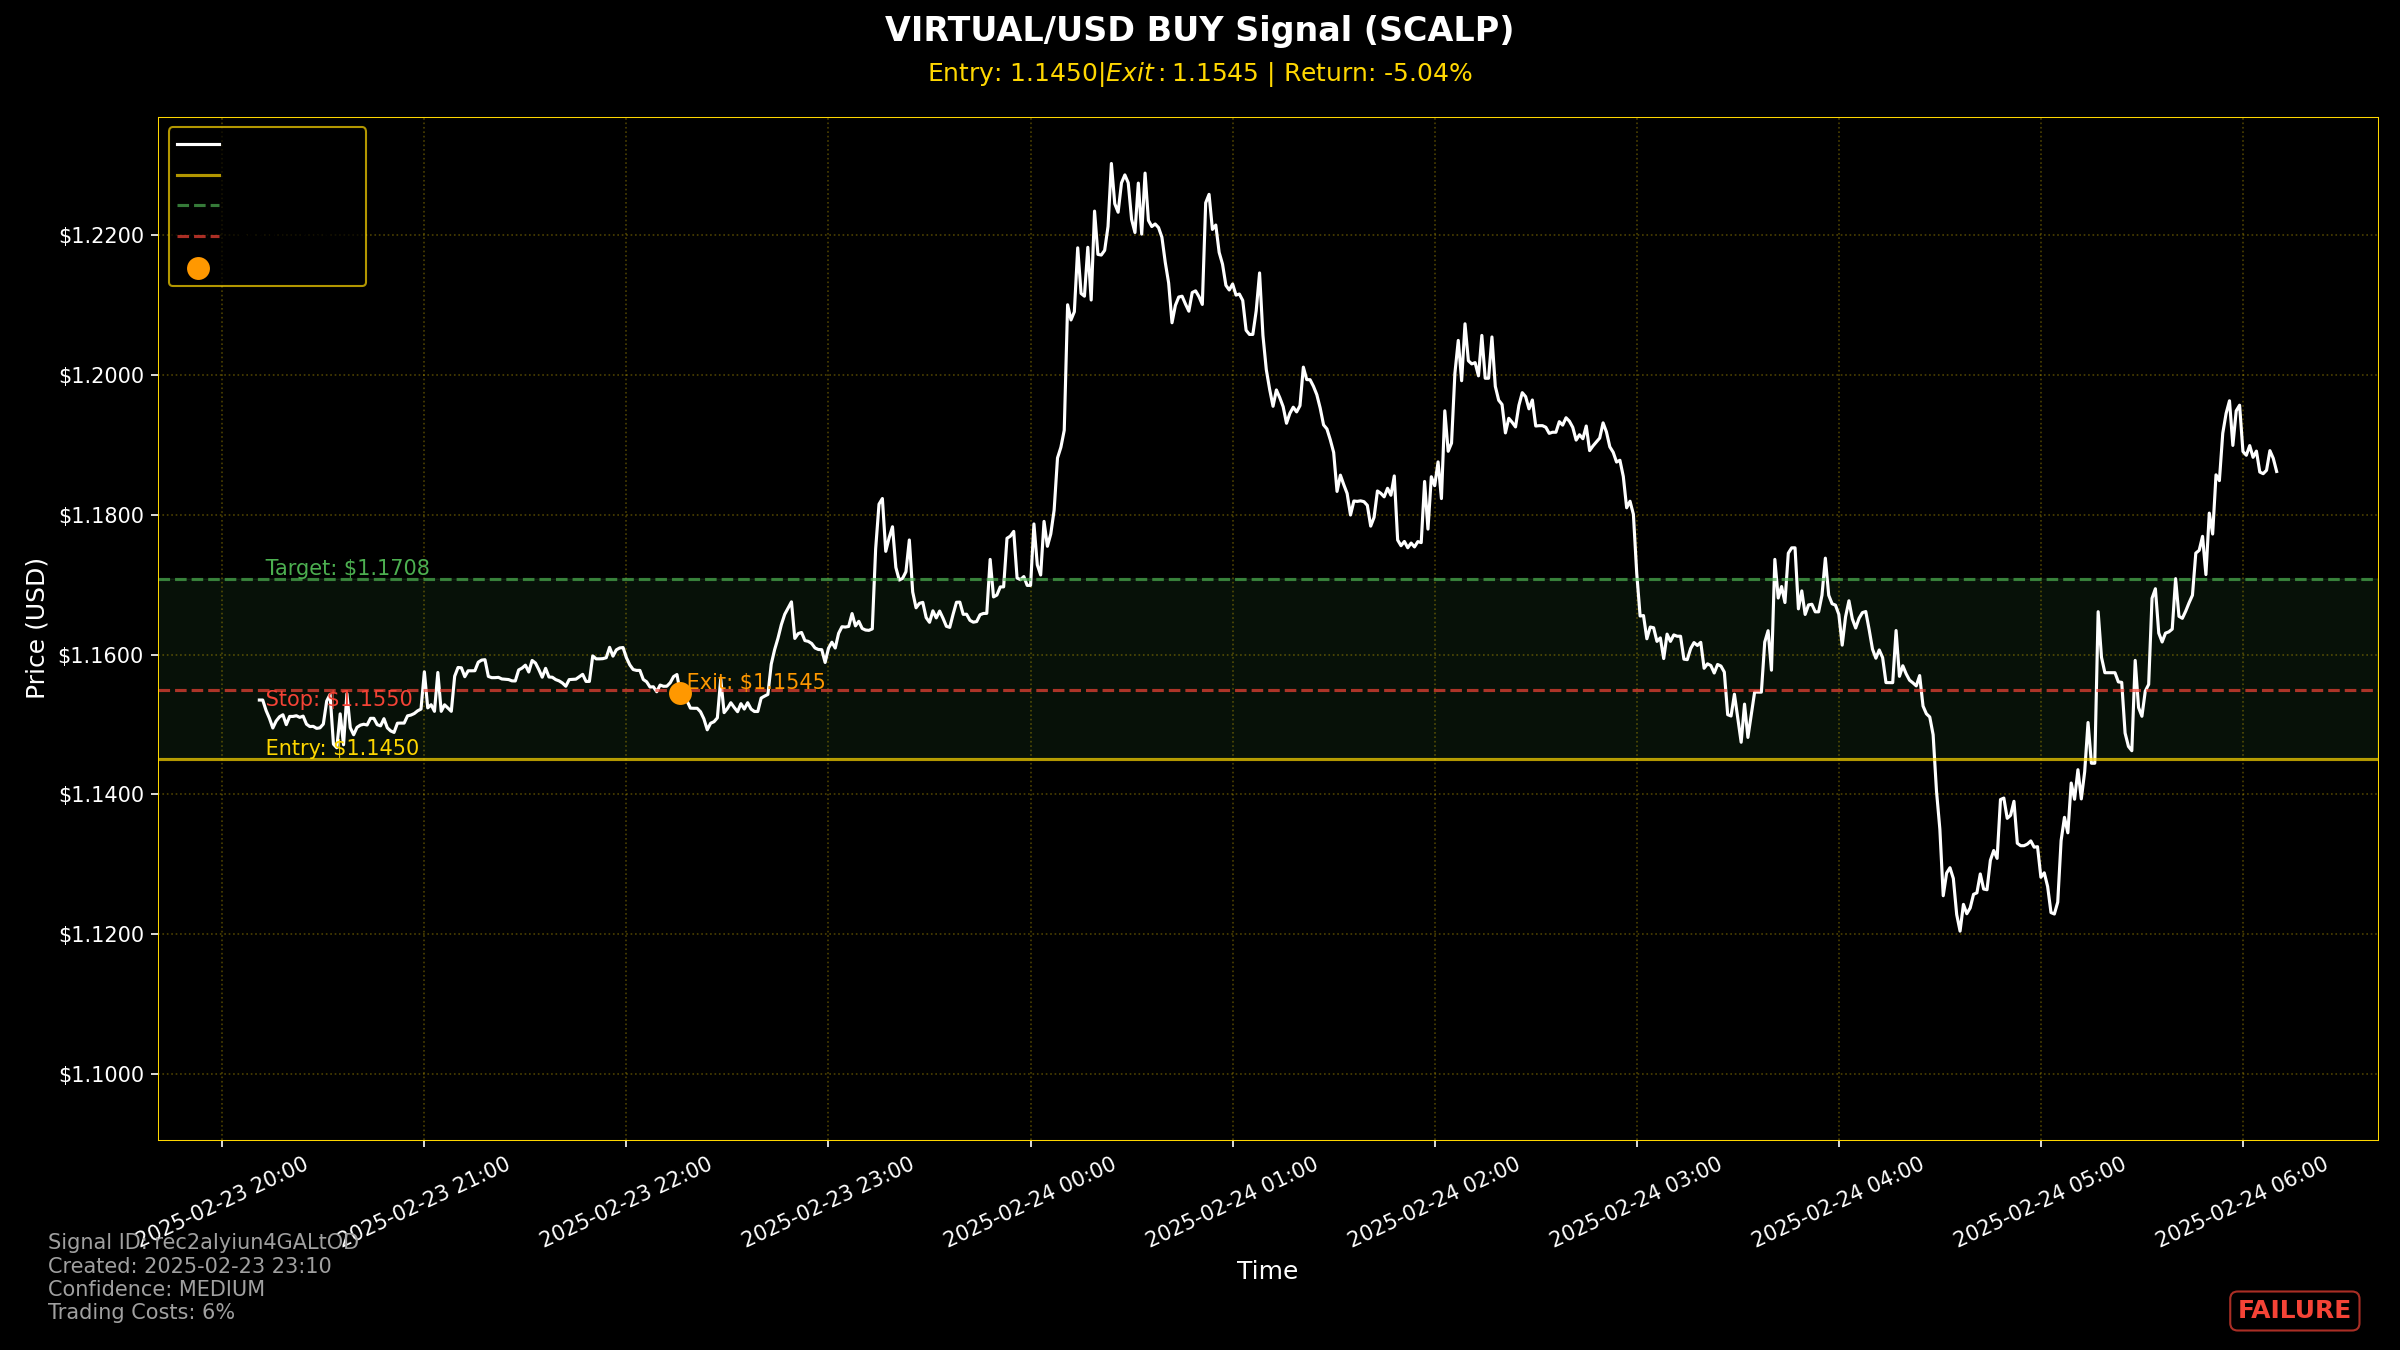 VIRTUAL/USD BUY Signal (SCALP)
Entry: 1.1450|Exit : 1.1545 | Return: -5.04%
$1.2200
$1.2000
$1.1800
$1.1600
$1.1400
$1.1200
$1.1000
Price (USD)
Target: $1.1708
Stop: $1.1550
Entry: $1.1450
Exit: $1.1545
2025-02-23 20:00
2025-02-23 21:00
2025-02-23 22:00
2025-02-23 23:00
2025-02-24 00:00
2025-02-24 01:00
2025-02-24 02:00
2025-02-24 03:00
2025-02-24 04:00
2025-02-24 05:00
2025-02-24 06:00
Time
Signal ID: rec2alyiun4GALtOD
Created: 2025-02-23 23:10
Confidence: MEDIUM
Trading Costs: 6%
FAILURE